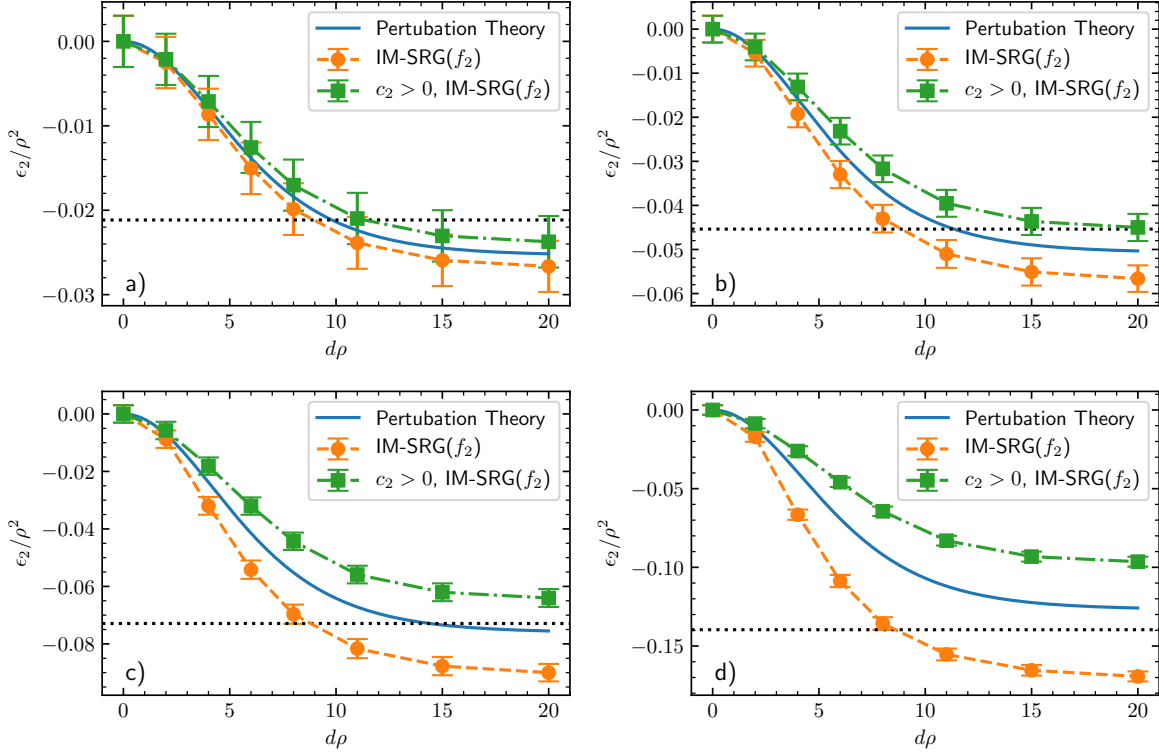 0.00
−0.01
−0.02
−0.03
ϵ₂/ρ²
0
5
10
15
20
dρ
a)
Pertubation Theory
IM-SRG(f₂)
c₂ > 0, IM-SRG(f₂)
0.00
−0.01
−0.02
−0.03
−0.04
−0.05
−0.06
ϵ₂/ρ²
0
5
10
15
20
dρ
b)
Pertubation Theory
IM-SRG(f₂)
c₂ > 0, IM-SRG(f₂)
0.00
−0.02
−0.04
−0.06
−0.08
ϵ₂/ρ²
0
5
10
15
20
dρ
c)
Pertubation Theory
IM-SRG(f₂)
c₂ > 0, IM-SRG(f₂)
0.00
−0.05
−0.10
−0.15
ϵ₂/ρ²
0
5
10
15
20
dρ
d)
Pertubation Theory
IM-SRG(f₂)
c₂ > 0, IM-SRG(f₂)